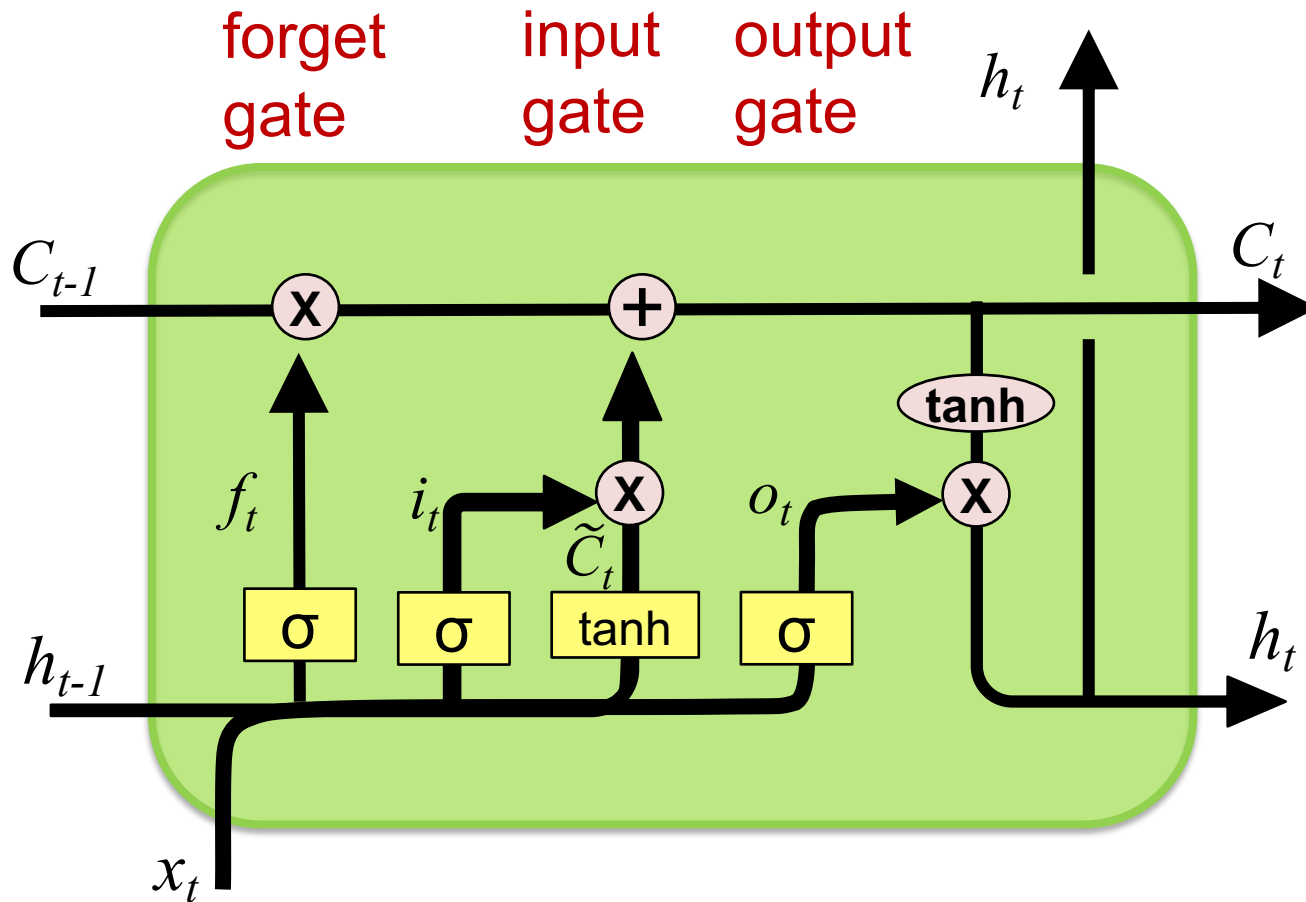 forget
gate
input
gate
output
gate
h_t
C_{t-1}
C_t
x
+
tanh
f_t
i_t
x
o_t
x
C̃_t
σ
σ
tanh
σ
h_{t-1}
h_t
x_t